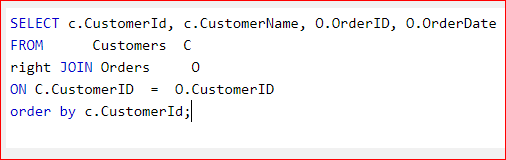 SELECT c.CustomerId, c.CustomerName, O.OrderID, O.OrderDate
FROM      Customers  C
right JOIN Orders     O
ON C.CustomerID  =  O.CustomerID
order by c.CustomerId;